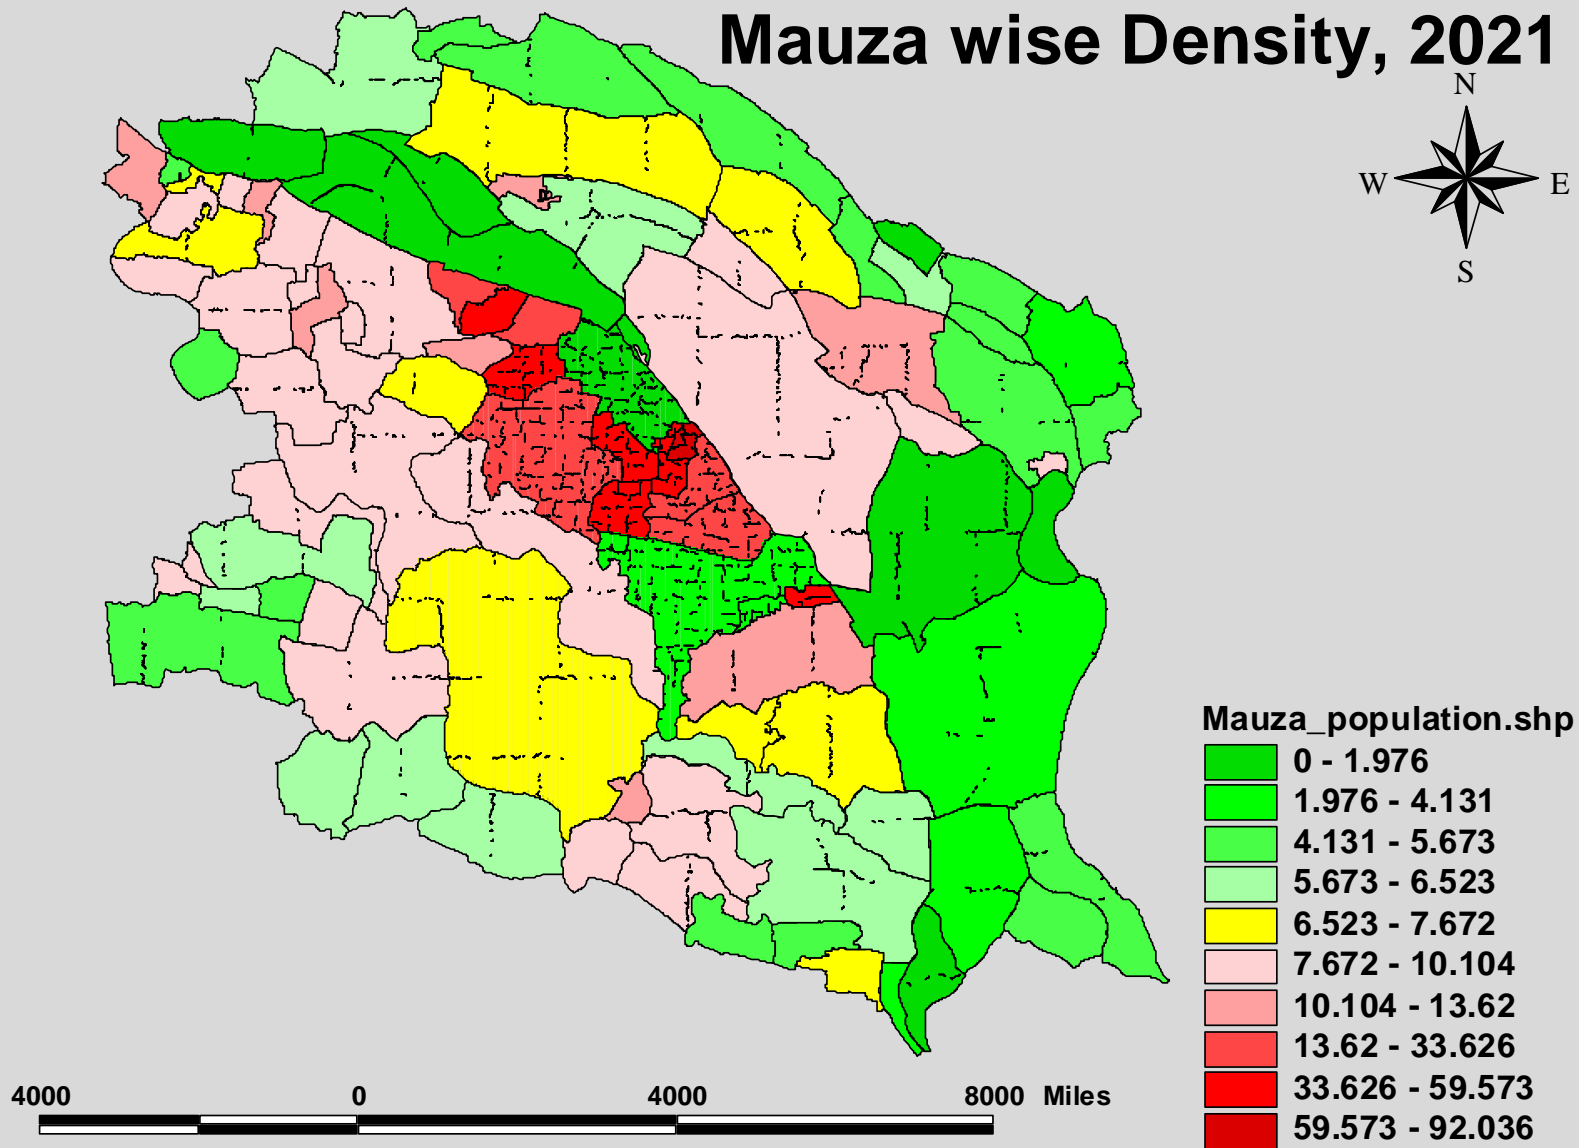 Mauza wise Density, 2021
N
W
E
S
Mauza_population.shp
0 - 1.976
1.976 - 4.131
4.131 - 5.673
5.673 - 6.523
6.523 - 7.672
7.672 - 10.104
10.104 - 13.62
13.62 - 33.626
33.626 - 59.573
59.573 - 92.036
4000 0 4000 8000 Miles